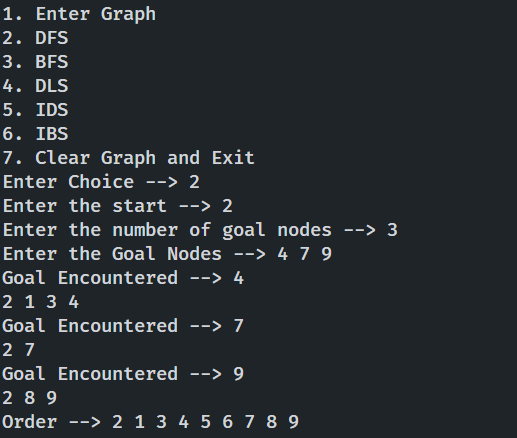 1. Enter Graph
2. DFS
3. BFS
4. DLS
5. IDS
6. IBS
7. Clear Graph and Exit
Enter Choice --> 2
Enter the start --> 2
Enter the number of goal nodes --> 3
Enter the Goal Nodes --> 4 7 9
Goal Encountered --> 4
2 1 3 4
Goal Encountered --> 7
2 7
Goal Encountered --> 9
2 8 9
Order --> 2 1 3 4 5 6 7 8 9